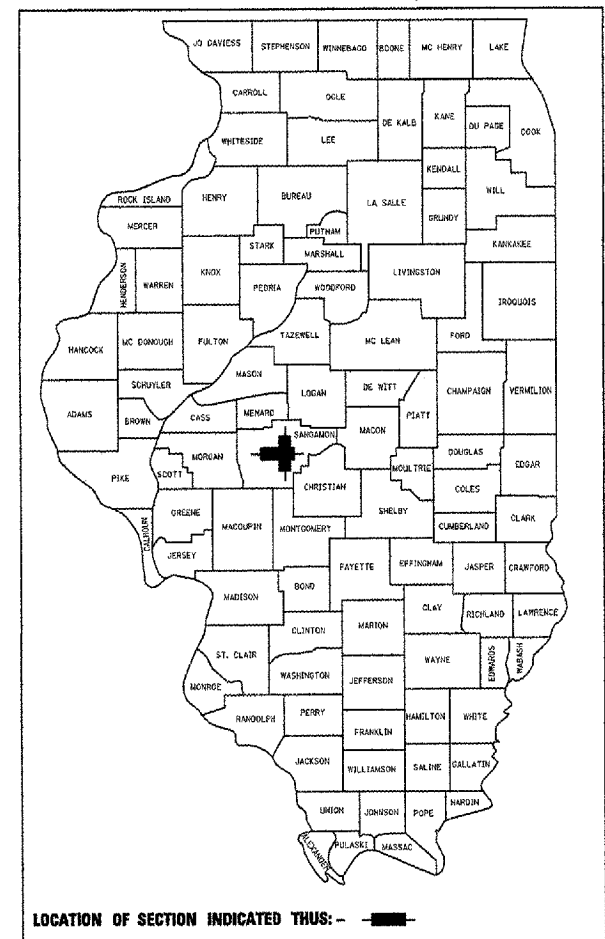 JO DAVIESS STEPHENSON WINNEBAGO BOONE MC HENRY LAKE
CARROLL OGLE DE KALB KANE DU PAGE COOK
WHITESIDE LEE
KENDALL WILL
ROCK ISLAND HENRY BUREAU LA SALLE GRUNDY
MERCER PUTNAM
STARK MARSHALL KANKAKEE
HENDERSON WARREN KNOX PEORIA WOODFORD LIVINGSTON IROQUOIS
HANCOCK MC DONOUGH FULTON TAZEWELL MC LEAN FORD
MASON
SCHUYLER LOGAN DE WITT CHAMPAIGN VERMILION
ADAMS BROWN CASS MENARD PIATT
SANGAMON MACON
MORGAN DOUGLAS EDGAR
PIKE SCOTT CHRISTIAN MOULTRIE COLES
GREENE MACOUPIN MONTGOMERY SHELBY CUMBERLAND CLARK
CALHOUN JERSEY FAYETTE EFFINGHAM JASPER CRAWFORD
MADISON BOND
CLINTON MARION CLAY RICHLAND LAWRENCE
ST. CLAIR WASHINGTON WAYNE EDWARDS WABASH
MONROE JEFFERSON
RANDOLPH PERRY HAMILTON WHITE
FRANKLIN
JACKSON WILLIAMSON SALINE GALLATIN
UNION JOHNSON POPE HARDIN
ALEXANDER PULASKI MASSAC
LOCATION OF SECTION INDICATED THUS:-